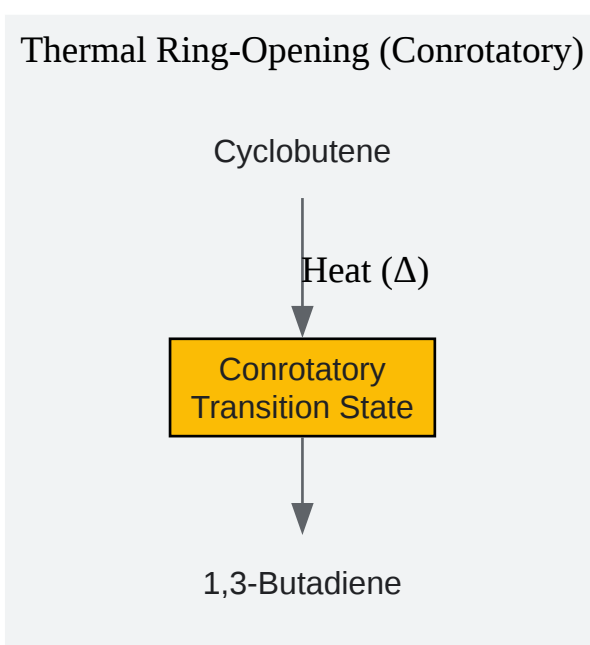 Thermal Ring-Opening (Conrotatory)
Cyclobutene
Heat (Δ)
Conrotatory
Transition State
1,3-Butadiene